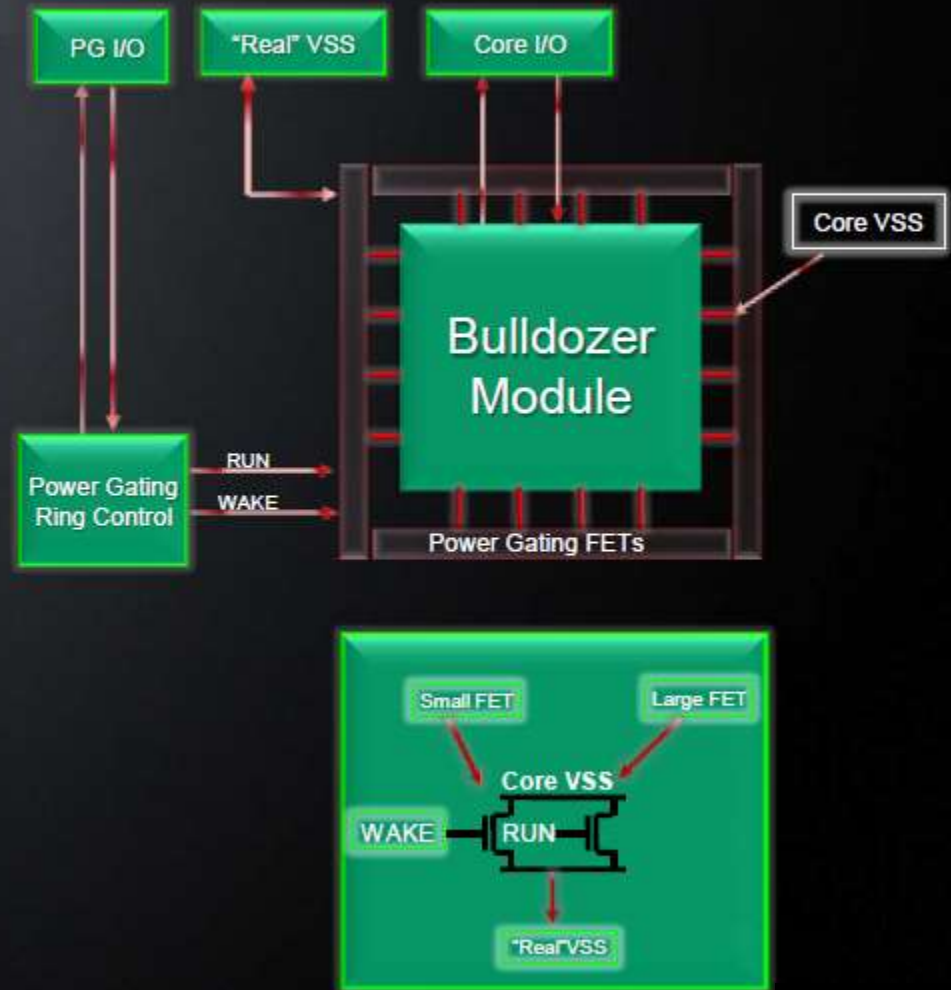 PG I/O
"Real" VSS
Core I/O
Core VSS
Bulldozer
Module
Power Gating
Ring Control
RUN
WAKE
Power Gating FETs
Small FET
Large FET
Core VSS
WAKE
RUN
"Real"VSS